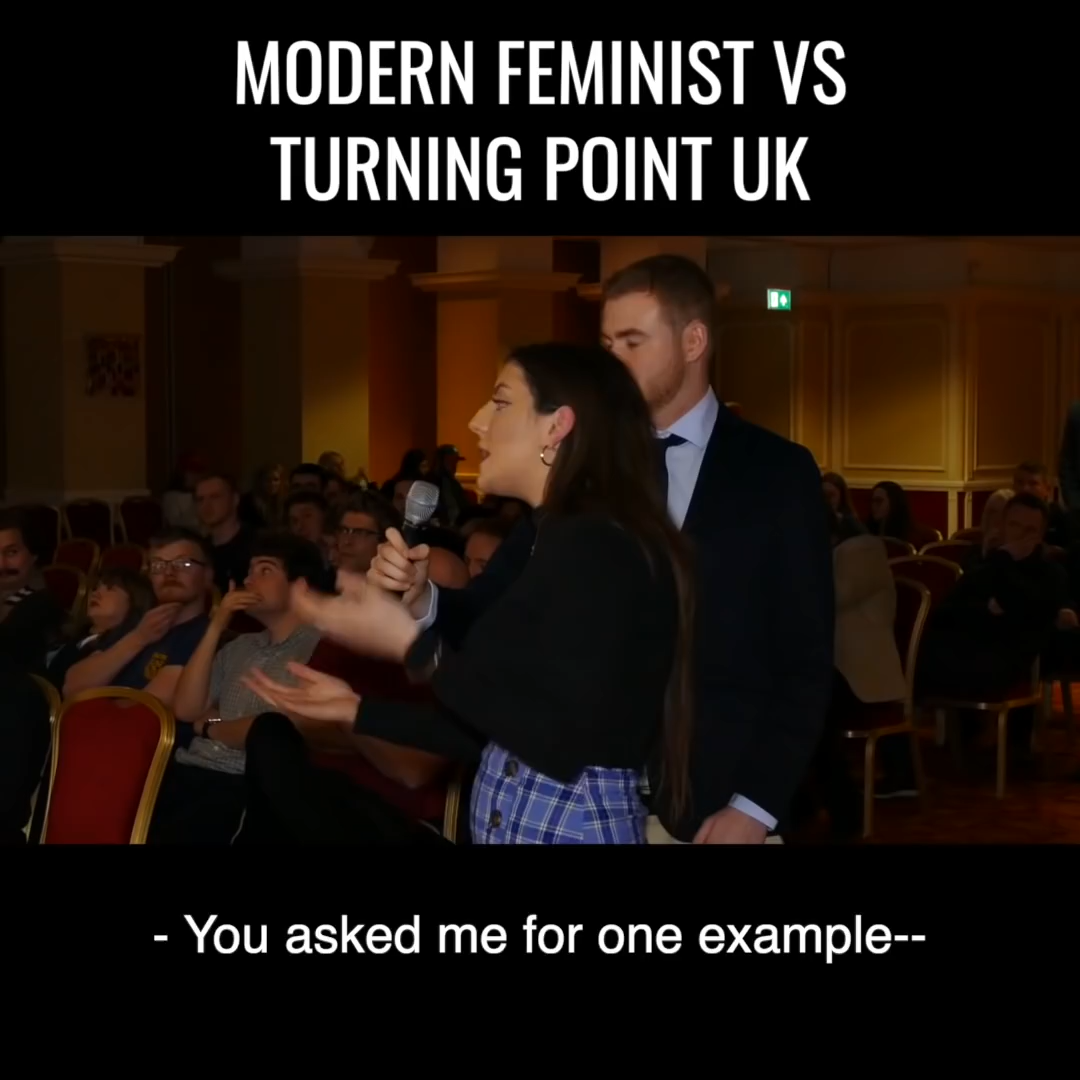 MODERN FEMINIST VS
TURNING POINT UK
- You asked me for one example--